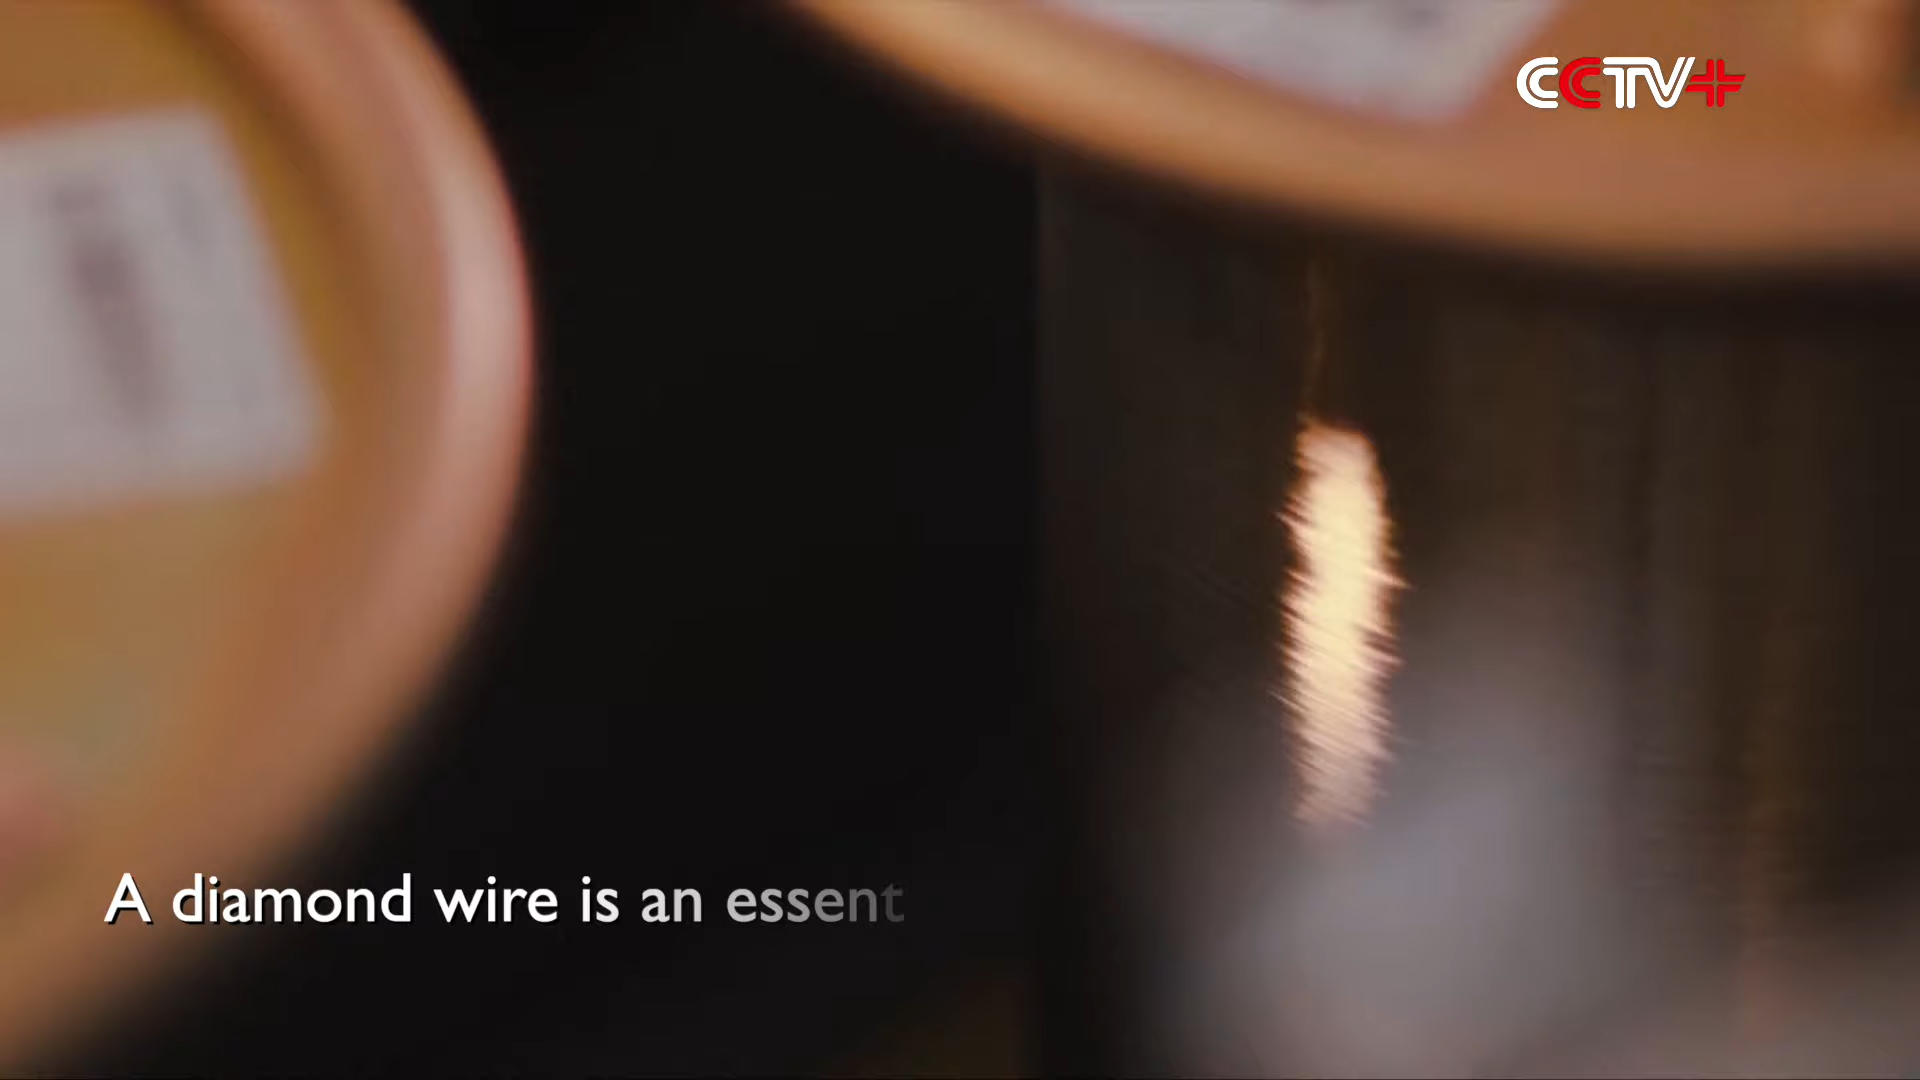 CCTV+
A diamond wire is an essent